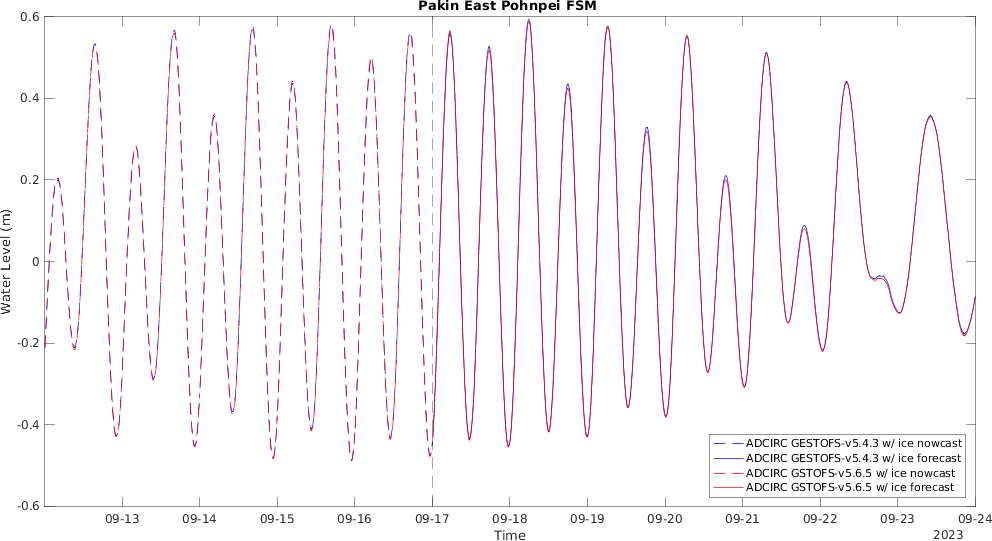 Pakin East Pohnpei FSM
0.6
0.4
0.2
0
-0.2
-0.4
-0.6
Water Level (m)
ADCIRC GESTOFS-v5.4.3 w/ ice nowcast
ADCIRC GESTOFS-v5.4.3 w/ ice forecast
ADCIRC GSTOFS-v5.6.5 w/ ice nowcast
ADCIRC GSTOFS-v5.6.5 w/ ice forecast
09-13 09-14 09-15 09-16 09-17 09-18 09-19 09-20 09-21 09-22 09-23 09-24
Time
2023